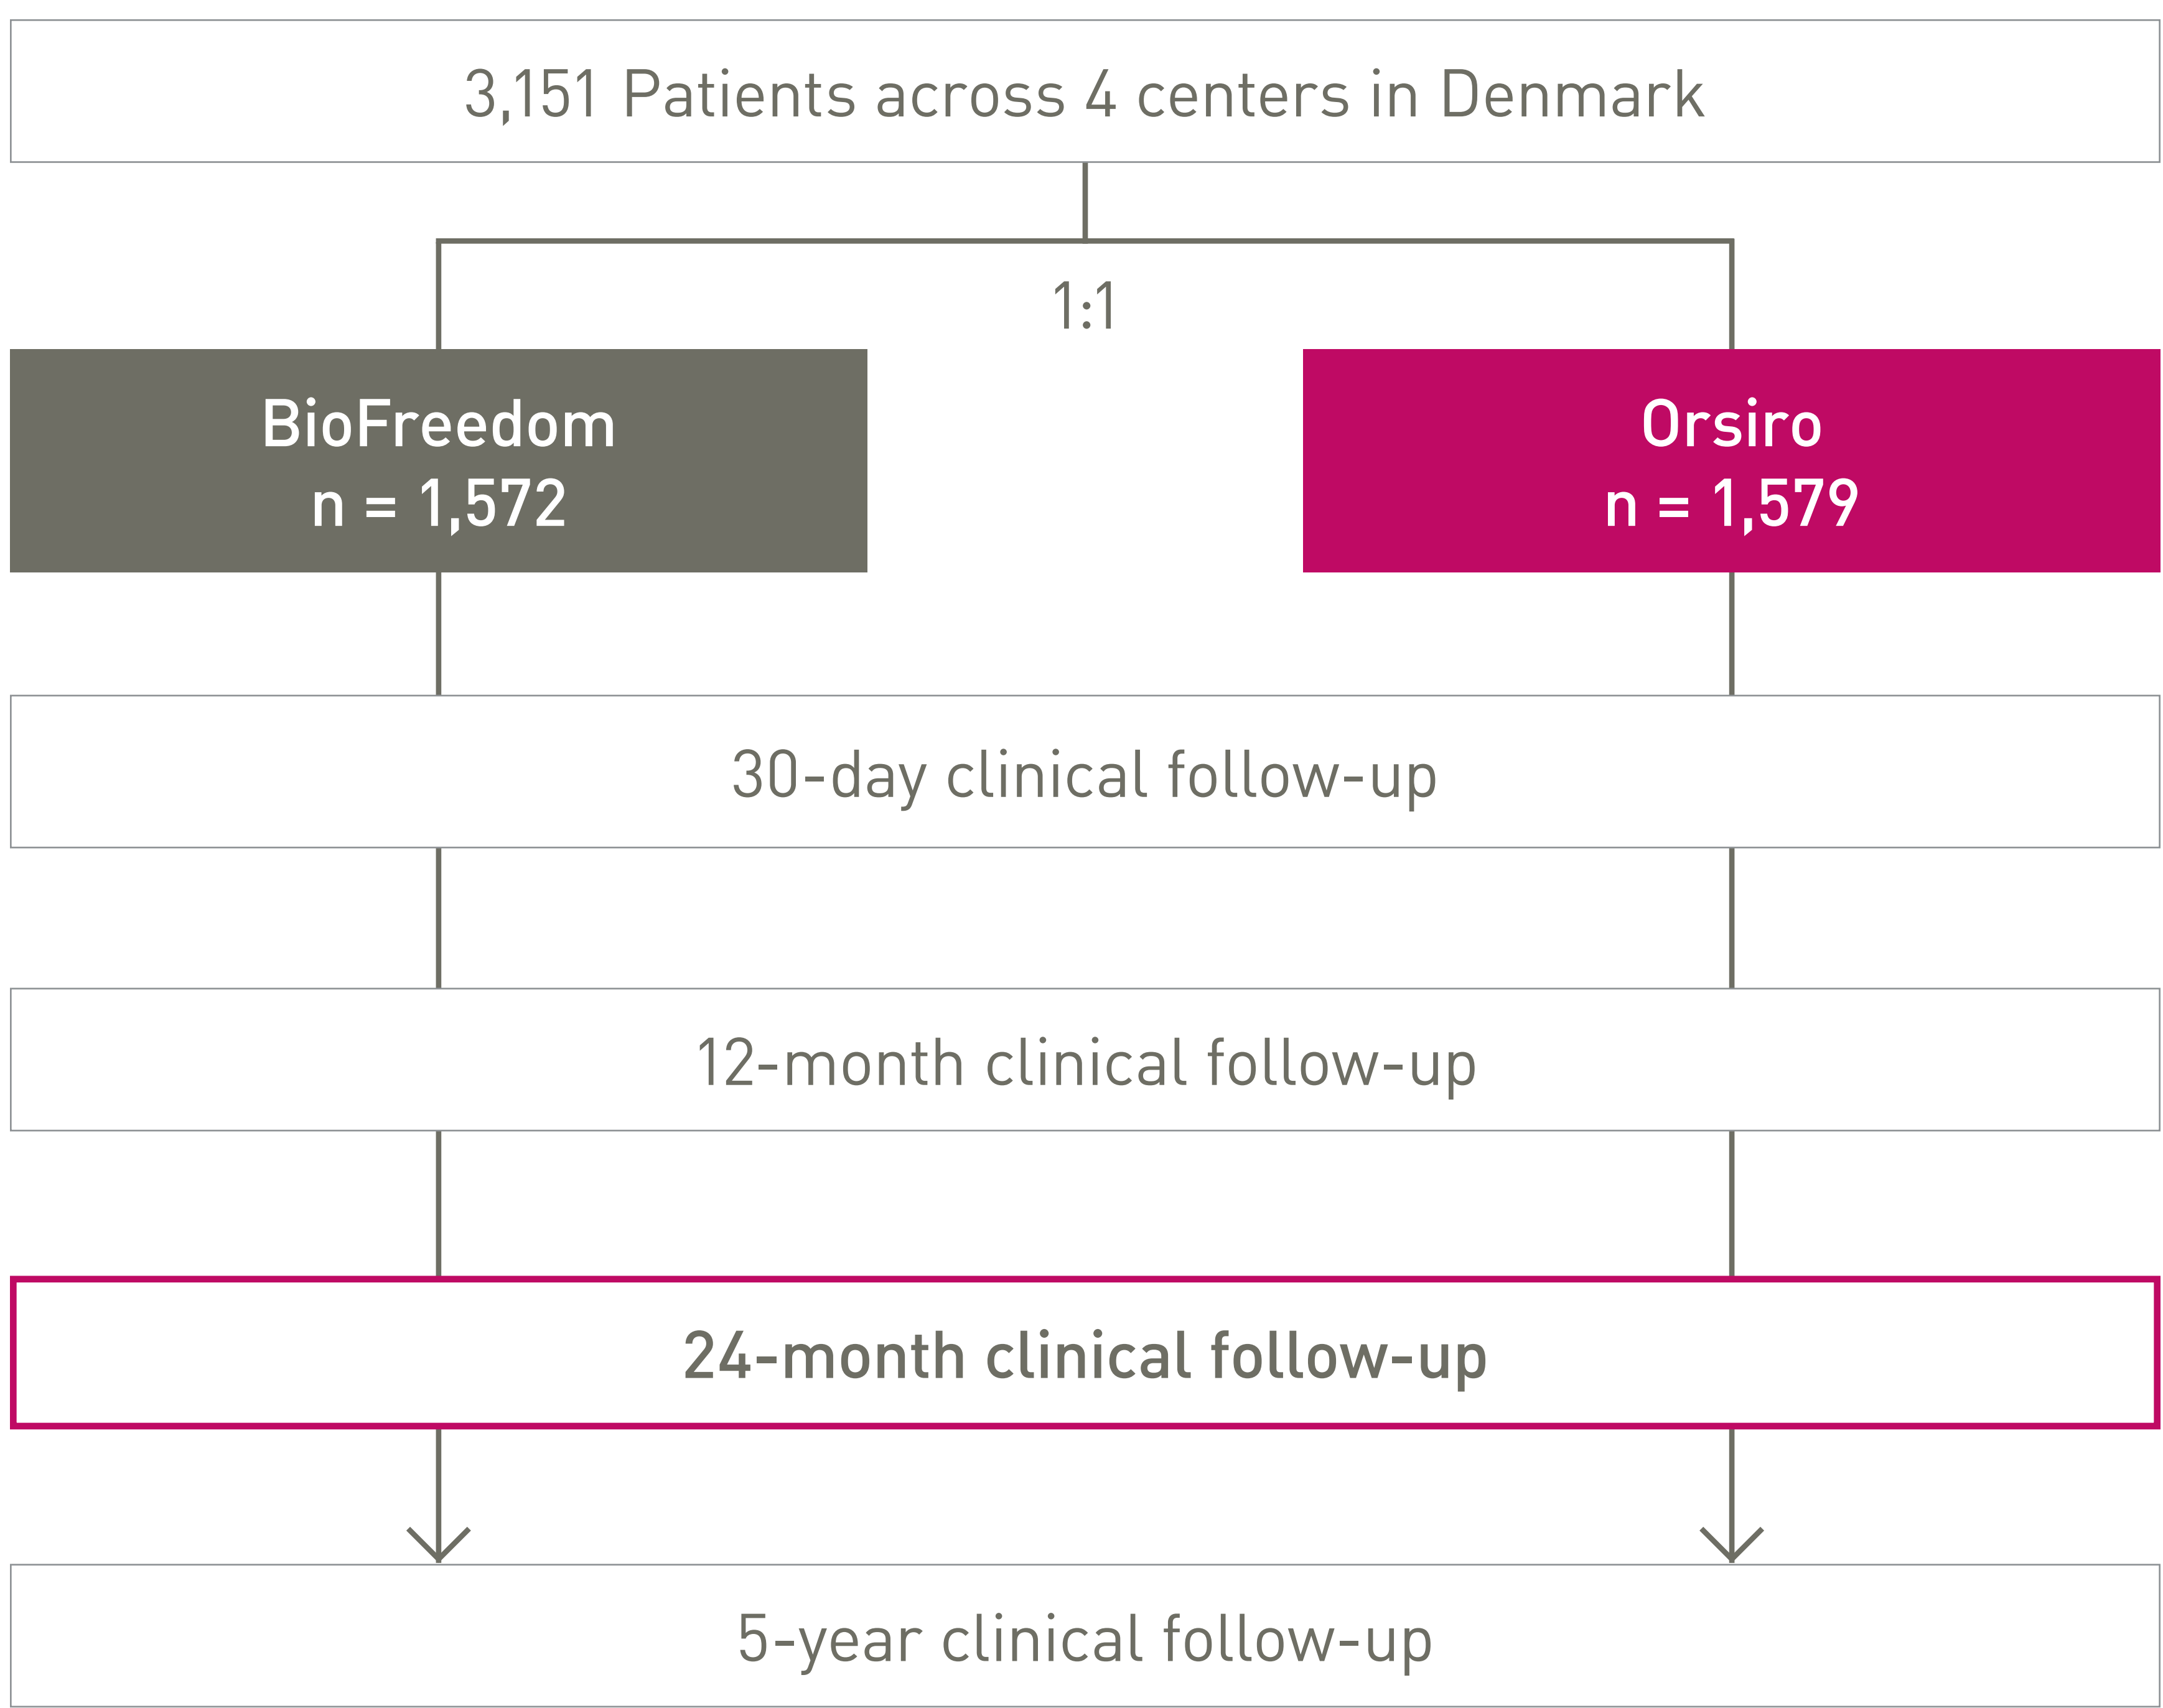 3,151 Patients across 4 centers in Denmark
1:1
BioFreedom
n = 1,572
Orsiro
n = 1,579
30-day clinical follow-up
12-month clinical follow-up
24-month clinical follow-up
5-year clinical follow-up